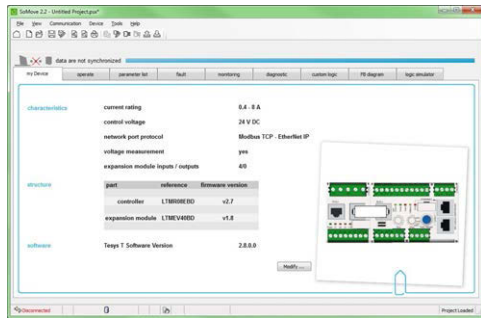 SoMove 2.2 - Untitled Project.psx*
File View Communication Device Tools Help
data are not synchronized
my Device operate parameter list fault monitoring diagnostic custom logic FB diagram logic simulator
characteristics
current rating 0.4 - 8 A
control voltage 24 V DC
network port protocol Modbus TCP - EtherNet IP
voltage measurement yes
expansion module inputs / outputs 4/0
structure
part reference firmware version
controller LTMR08EBD v2.7
expansion module LTMEV40BD v1.8
software
Tesys T Software Version 2.8.0.0
Modify ...
Disconnected
Project Loaded